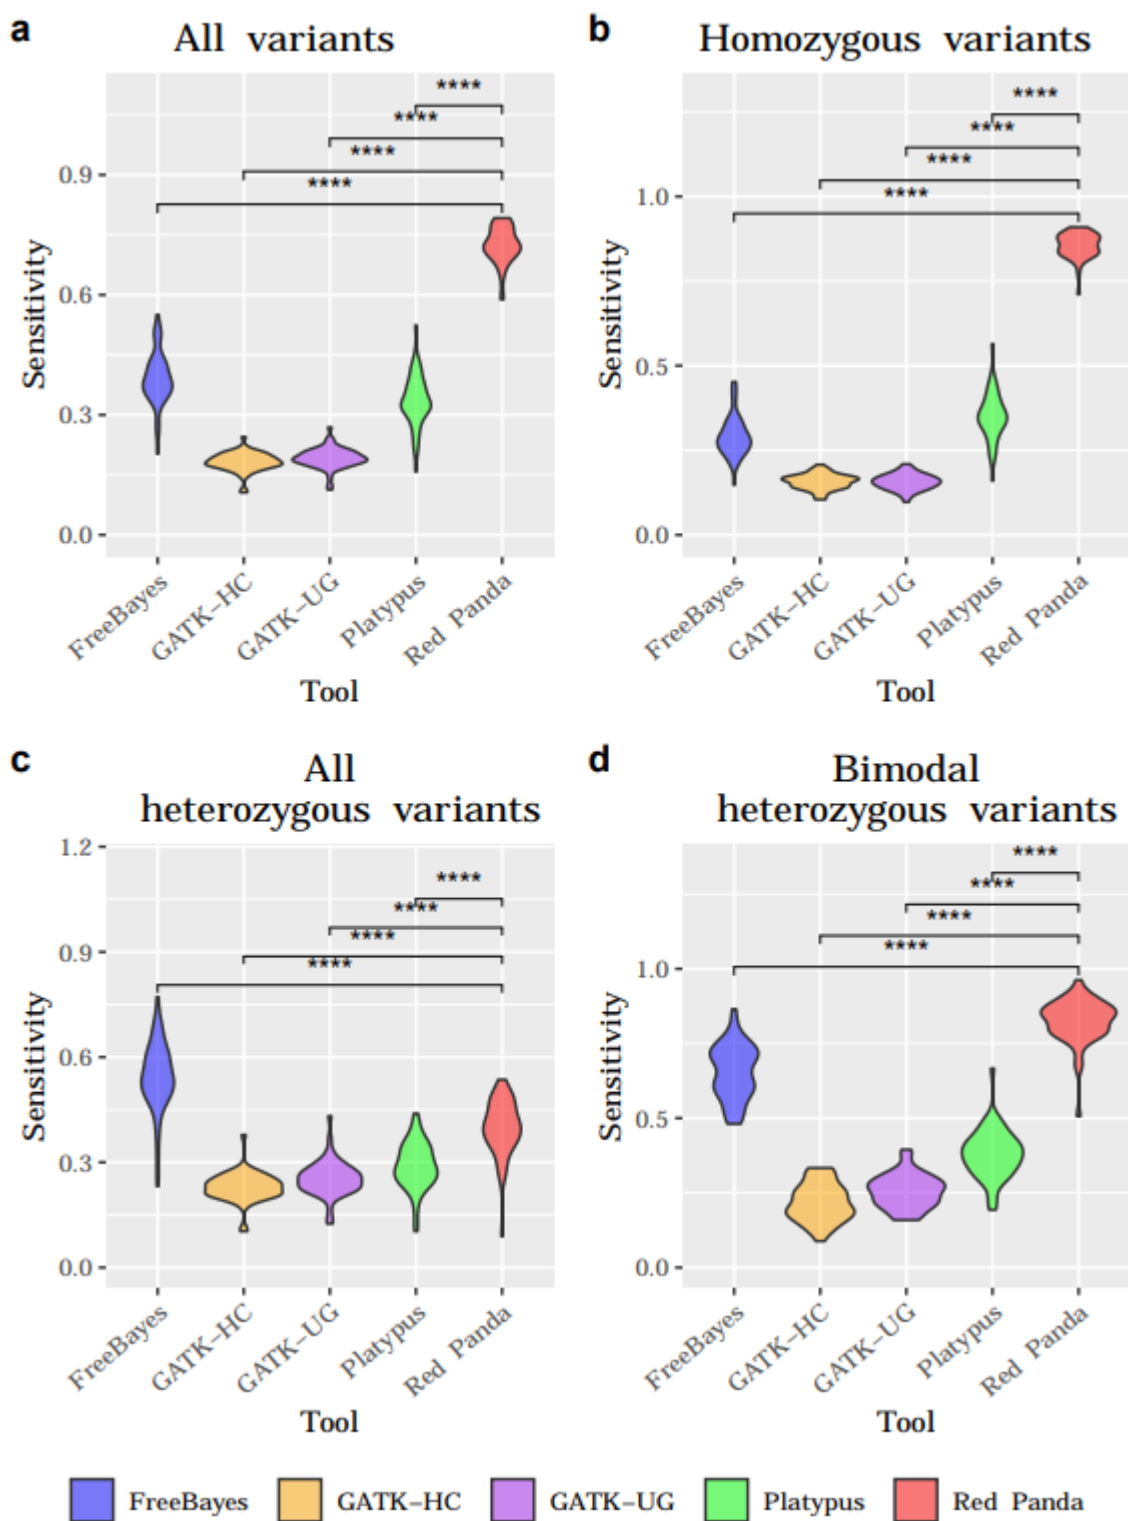 a All variants
****
****
****
****
0.9
0.6
0.3
0.0
Sensitivity
FreeBayes
GATK-HC
GATK-UG
Platypus
Red Panda
Tool
b Homozygous variants
****
****
****
****
1.0
0.5
0.0
Sensitivity
FreeBayes
GATK-HC
GATK-UG
Platypus
Red Panda
Tool
c All
heterozygous variants
1.2
****
****
****
****
0.9
0.6
0.3
0.0
Sensitivity
FreeBayes
GATK-HC
GATK-UG
Platypus
Red Panda
Tool
d Bimodal
heterozygous variants
****
****
****
****
1.0
0.5
0.0
Sensitivity
FreeBayes
GATK-HC
GATK-UG
Platypus
Red Panda
Tool
FreeBayes GATK-HC GATK-UG Platypus Red Panda